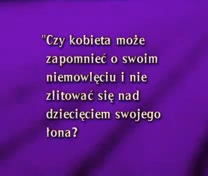 "Czy kobieta może
zapomnieć o swoim
niemowlęciu i nie
zlitować się nad
dziecięciem swojego
łona?